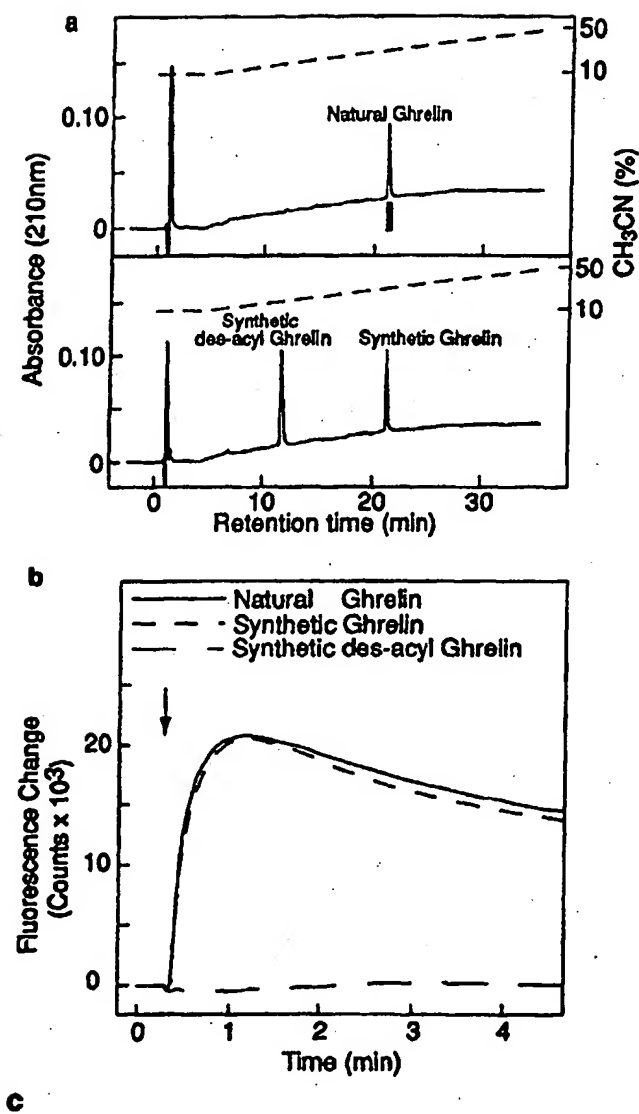 a
50
10
0.10
0
Natural Ghrelin
Absorbance (210nm)
CH₃CN (%)
50
10
0.10
0
Synthetic
des-acyl Ghrelin
Synthetic Ghrelin
0
10
20
30
Retention time (min)
b
Natural Ghrelin
Synthetic Ghrelin
Synthetic des-acyl Ghrelin
Fluorescence Change
(Counts x 10³)
20
10
0
0
1
2
3
4
Time (min)
c